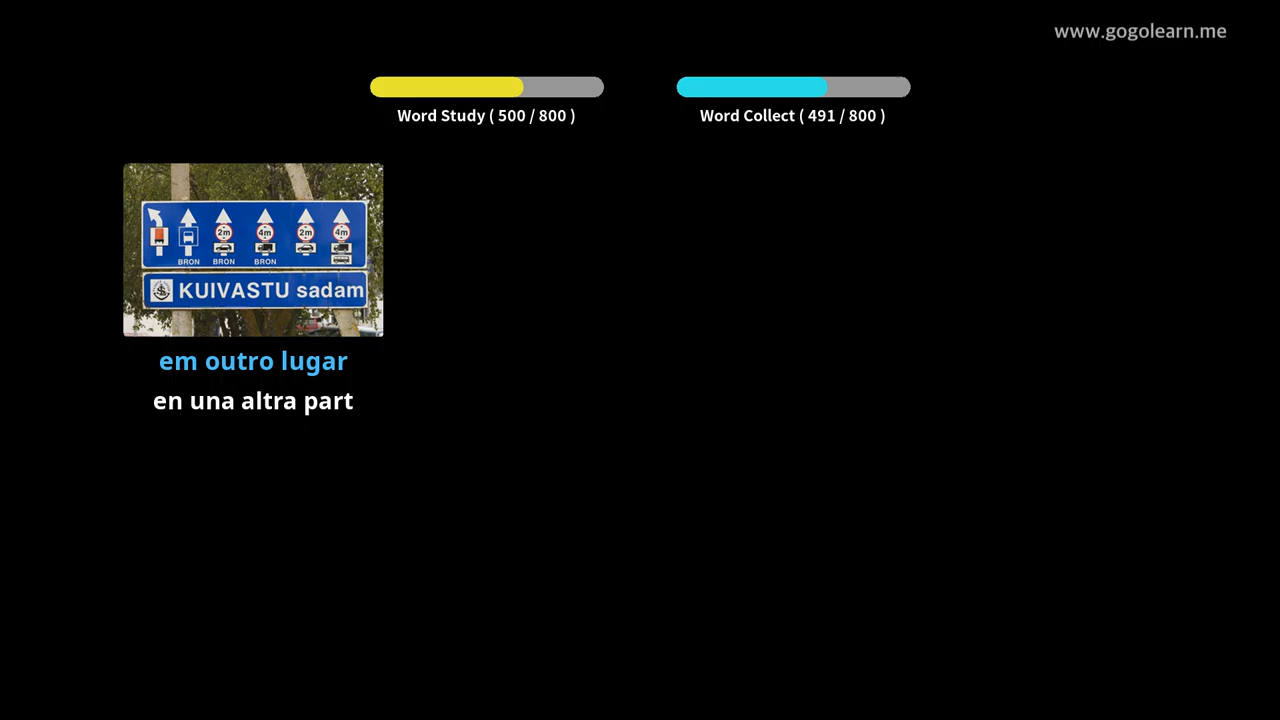 www.gogolearn.me
Word Study ( 500 / 800 )
Word Collect ( 491 / 800 )
2m 4m 2m 4m
BRON BRON BRON
KUIVASTU sadam
em outro lugar
en una altra part